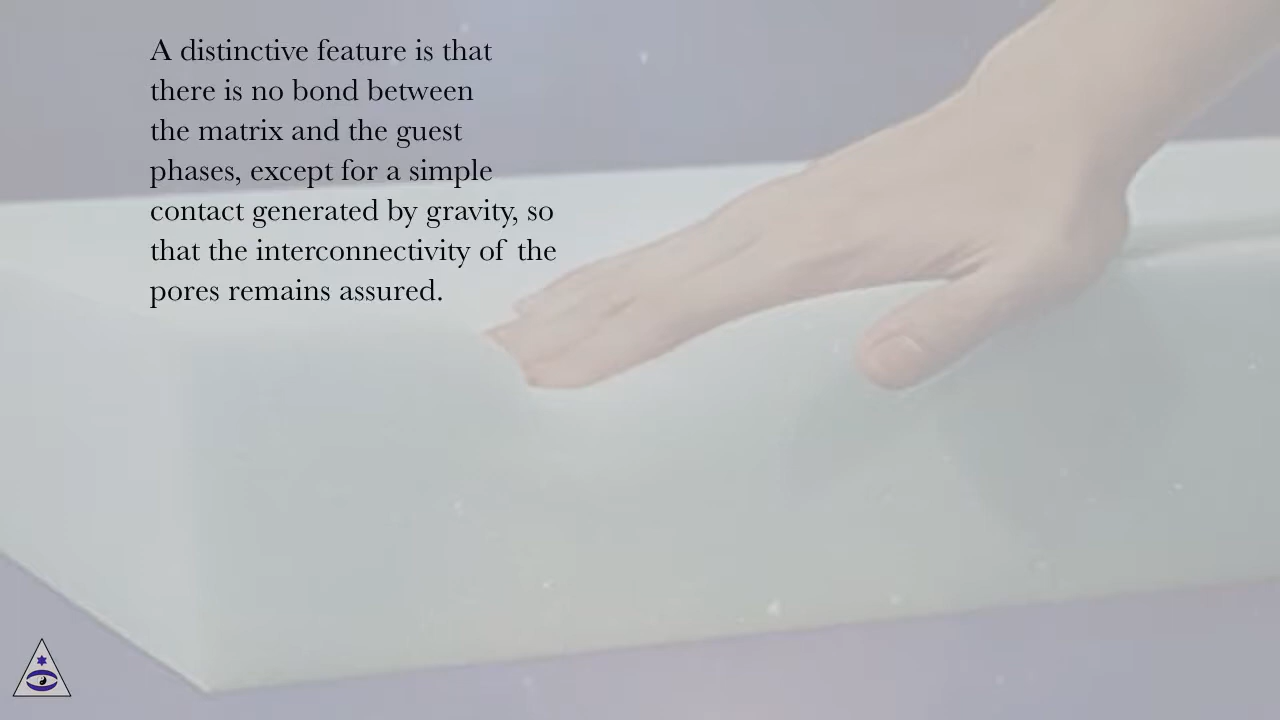 A distinctive feature is that
there is no bond between
the matrix and the guest
phases, except for a simple
contact generated by gravity, so
that the interconnectivity of the
pores remains assured.